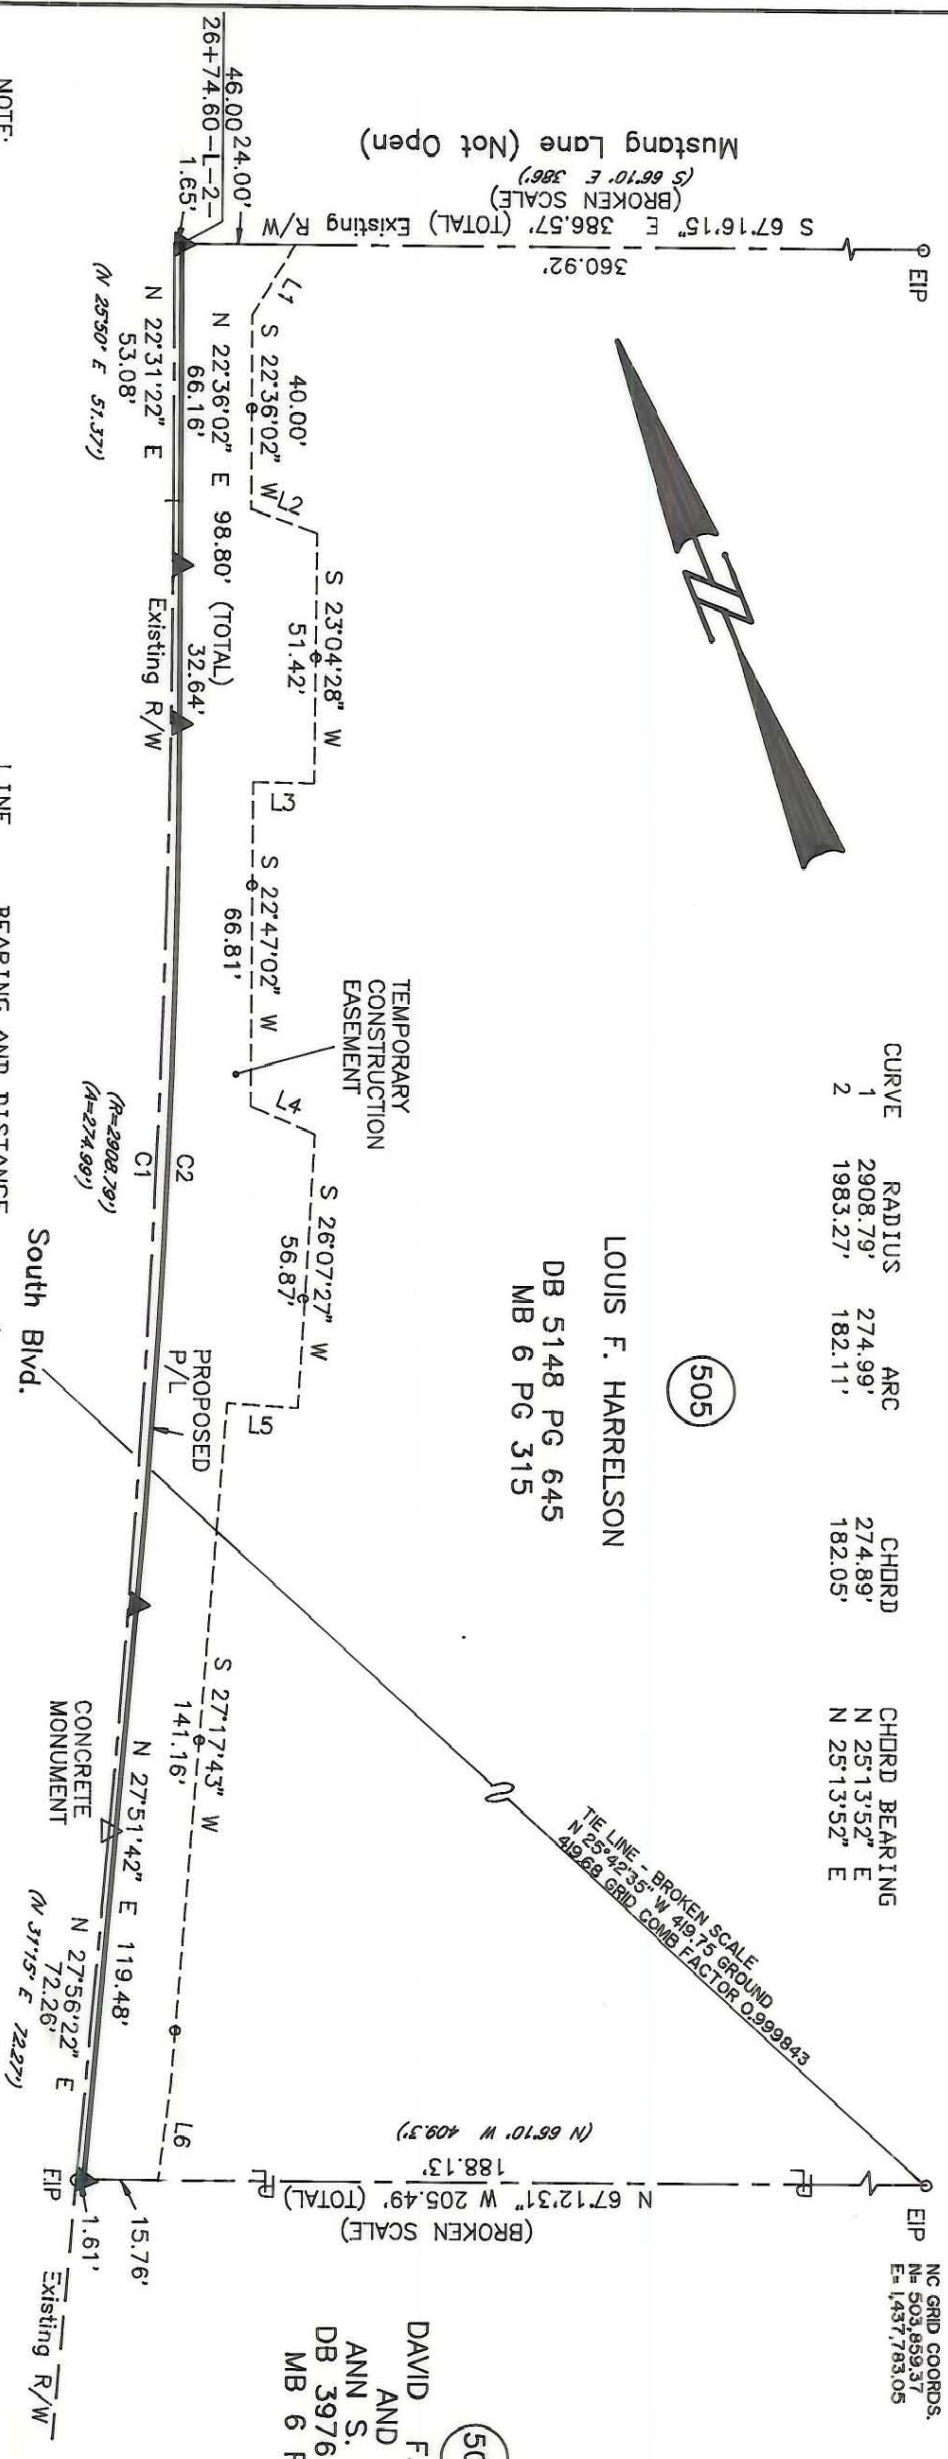 CURVE RADIUS ARC CHORD CHORD BEARING
1 2908.79' 274.99' 274.89' N 25°13'52" E
2 1983.27' 182.11' 182.05' N 25°13'52" E
NC GRID COORDS.
N= 503,859.37
E= 1,437,783.05
EIP
EIP
S 67°16'15" E 386.57' (TOTAL) Existing R/W
(BROKEN SCALE)
(S 66°10' E 386')
Mustang Lane (Not Open)
360.92'
46.00
24.00'
26+74.60-L-2-
1.65'
505
LOUIS F. HARRELSON
DB 5148 PG 645
MB 6 PG 315
TIE LINE - BROKEN SCALE
N 25°42'35" W 419.75 GROUND
419.68 GRID COMB FACTOR 0.999843
TEMPORARY
CONSTRUCTION
EASEMENT
L1
40.00'
S 22°36'02" W
L2
S 23°04'28" W
51.42'
L3
S 22°47'02" W
66.81'
L4
S 26°07'27" W
56.87'
L5
S 27°17'43" W
141.16'
L6
N 22°36'02" E 98.80' (TOTAL)
66.16'
32.64'
N 22°31'22" E
53.08'
(N 25°50' E 51.37')
Existing R/W
C2
C1
(R=2908.79')
(A=274.99')
PROPOSED
P/L
South Blvd.
N 27°51'42" E 119.48'
CONCRETE
MONUMENT
N 27°56'22" E
72.26'
(N 31°15' E 72.27')
N 67°12'31" W 205.49' (TOTAL)
(BROKEN SCALE)
188.13'
(N 66°10' W 409.3')
15.76'
1.61'
EIP
Existing R/W
DAVID F.
AND
ANN S.
DB 3976
MB 6
NOTE:
LINE BEARING AND DISTANCE